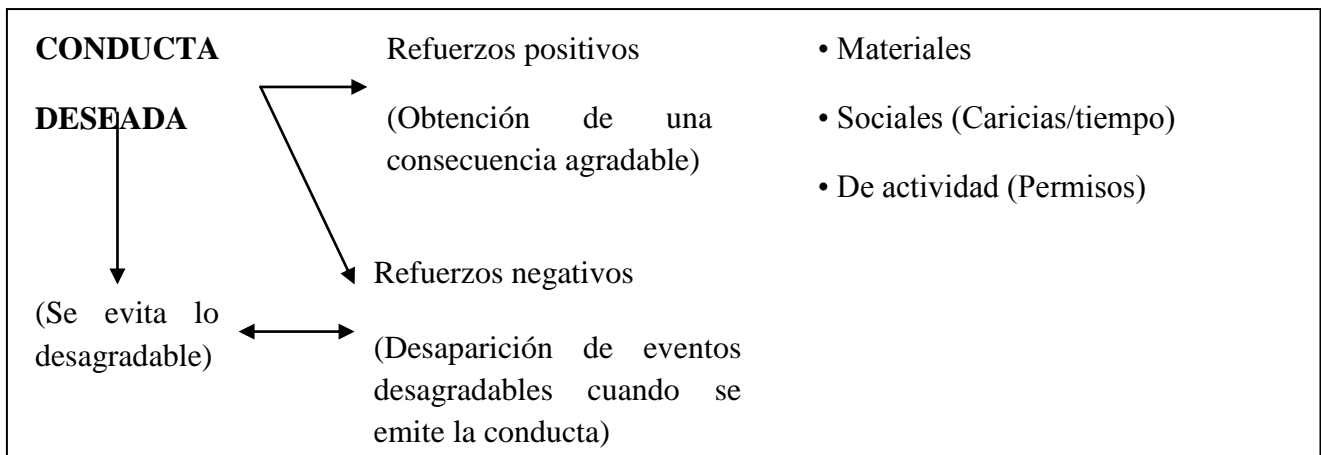 CONDUCTA
DESEADA
Refuerzos positivos
(Obtención de una
consecuencia agradable)
• Materiales
• Sociales (Caricias/tiempo)
• De actividad (Permisos)
(Se evita lo
desagradable)
Refuerzos negativos
(Desaparición de eventos
desagradables cuando se
emite la conducta)